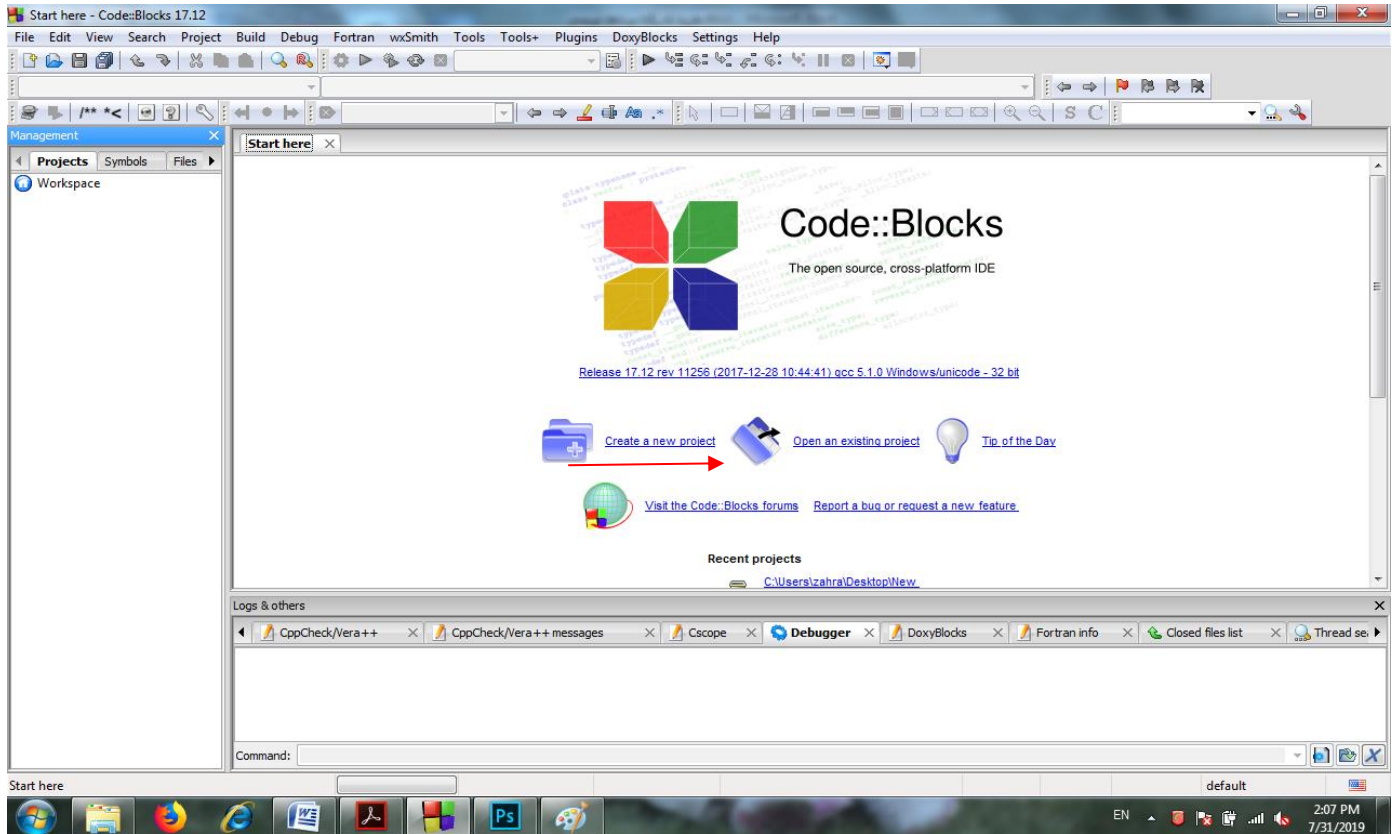 Start here - Code::Blocks 17.12
File Edit View Search Project Build Debug Fortran wxSmith Tools Tools+ Plugins DoxyBlocks Settings Help
/** *<
S C
Management
Start here
Projects Symbols Files
Workspace
Code::Blocks
The open source, cross-platform IDE
Release 17.12 rev 11256 (2017-12-28 10:44:41) gcc 5.1.0 Windows/unicode - 32 bit
Create a new project Open an existing project Tip of the Day
Visit the Code::Blocks forums Report a bug or request a new feature
Recent projects
C:\Users\zahra\Desktop\New
Logs & others
CppCheck/Vera++ CppCheck/Vera++ messages Cscope Debugger DoxyBlocks Fortran info Closed files list Thread sea
Command:
Start here default
Ps EN 2:07 PM
7/31/2019